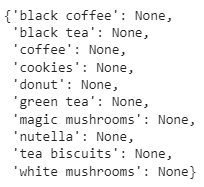 {'black coffee': None,
'black tea': None,
'coffee': None,
'cookies': None,
'donut': None,
'green tea': None,
'magic mushrooms': None,
'nutella': None,
'tea biscuits': None,
'white mushrooms': None}